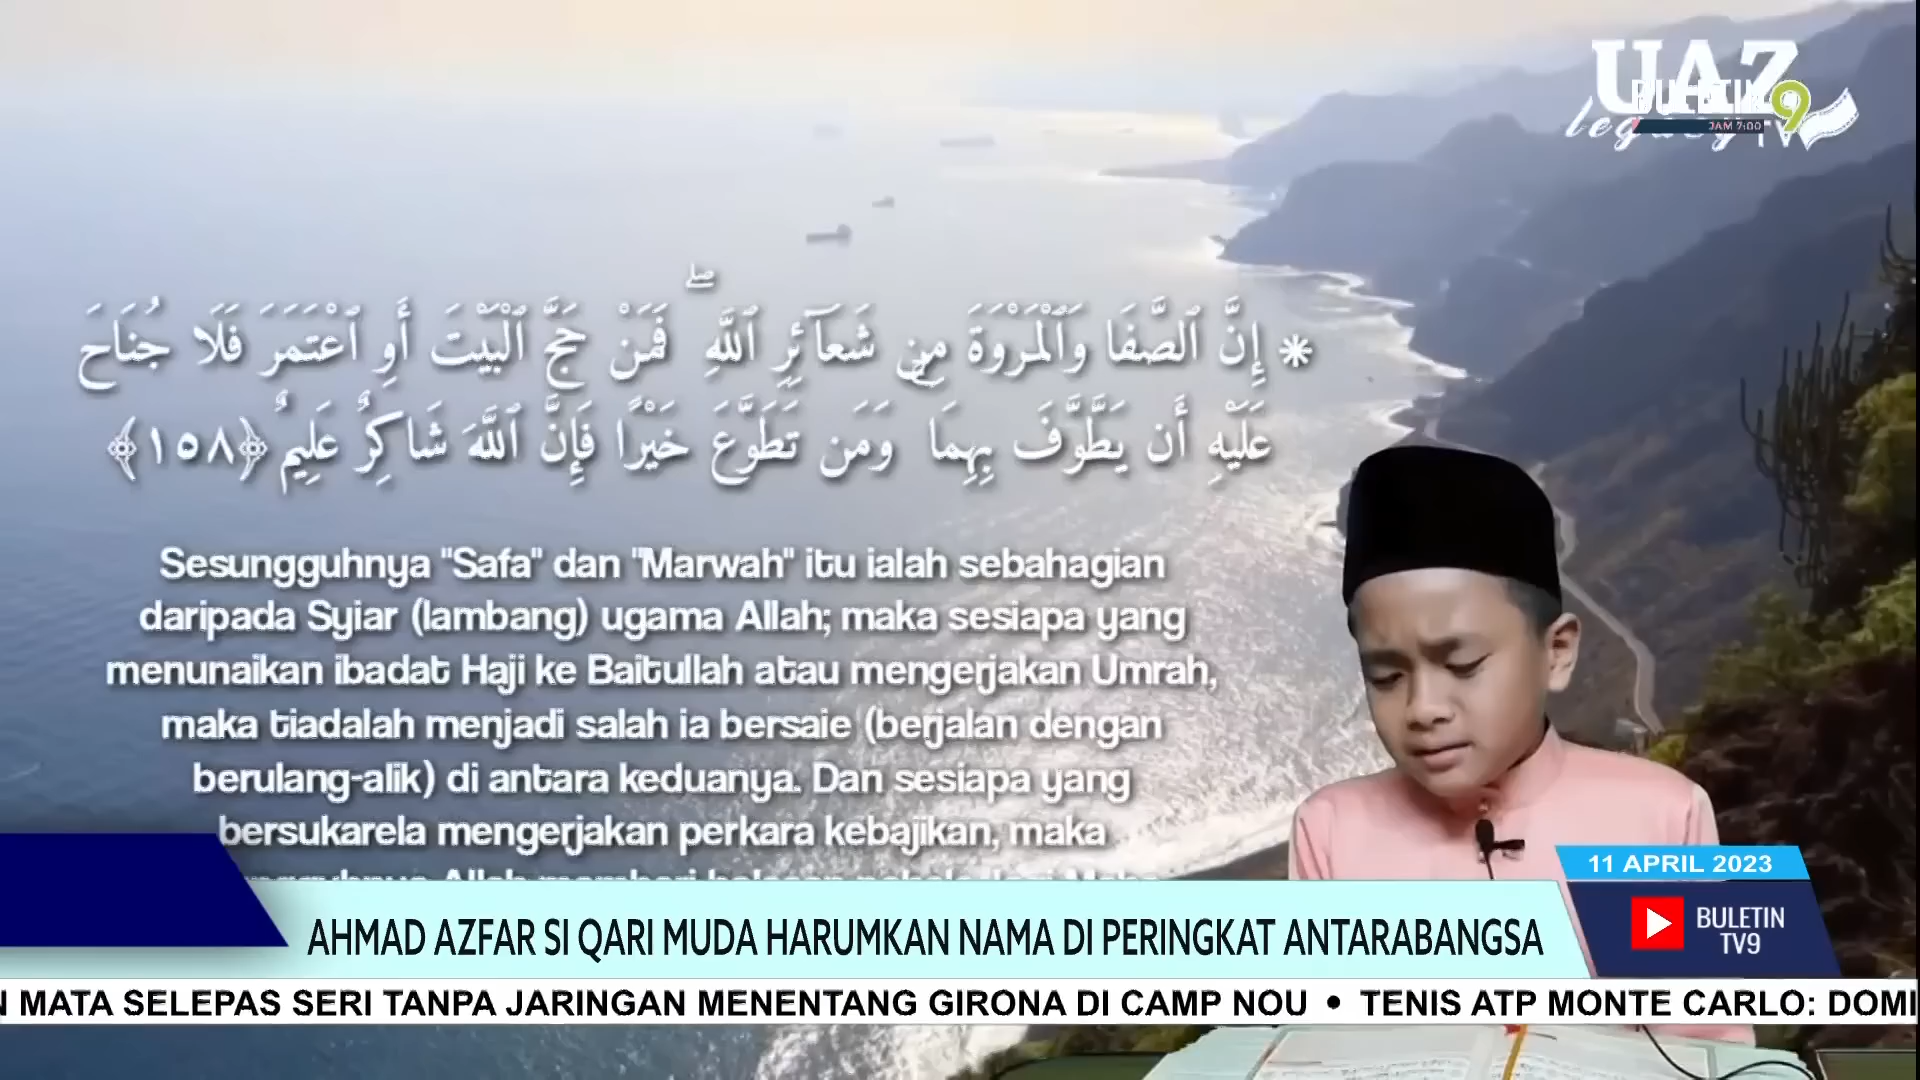 UAZ
BULETIN 9
JAM 7:00
legacy TV
* إِنَّ ٱلصَّفَا وَٱلْمَرْوَةَ مِن شَعَآئِرِ ٱللَّهِ ۖ فَمَنْ حَجَّ ٱلْبَيْتَ أَوِ ٱعْتَمَرَ فَلَا جُنَاحَ
عَلَيْهِ أَن يَطَّوَّفَ بِهِمَا وَمَن تَطَوَّعَ خَيْرًا فَإِنَّ ٱللَّهَ شَاكِرٌ عَلِيمٌ ﴿١٥٨﴾
Sesungguhnya "Safa" dan "Marwah" itu ialah sebahagian
daripada Syiar (lambang) ugama Allah; maka sesiapa yang
menunaikan ibadat Haji ke Baitullah atau mengerjakan Umrah,
maka tiadalah menjadi salah ia bersaie (berjalan dengan
berulang-alik) di antara keduanya. Dan sesiapa yang
bersukarela mengerjakan perkara kebajikan, maka
11 APRIL 2023
AHMAD AZFAR SI QARI MUDA HARUMKAN NAMA DI PERINGKAT ANTARABANGSA
BULETIN
TV9
N MATA SELEPAS SERI TANPA JARINGAN MENENTANG GIRONA DI CAMP NOU • TENIS ATP MONTE CARLO: DOMI